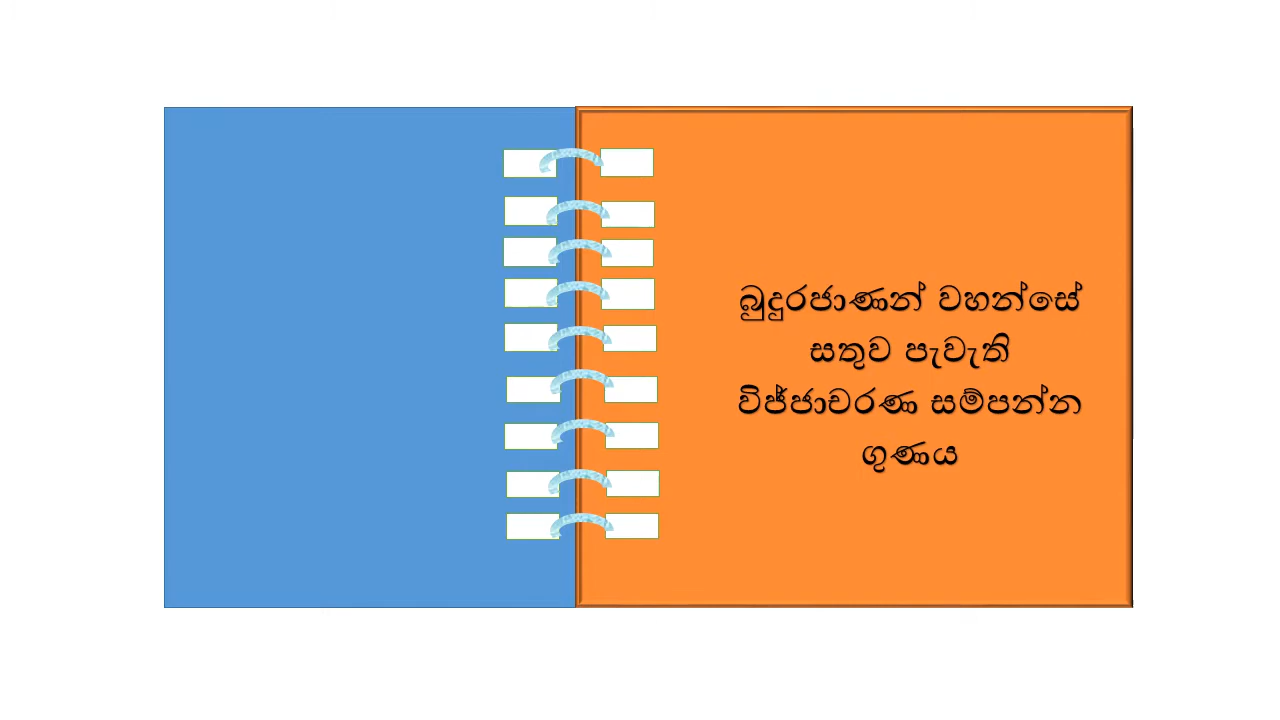 බුදුරජාණන් වහන්සේ
සතුව පැවැති
විජ්ජාචරණ සම්පන්න
ගුණය